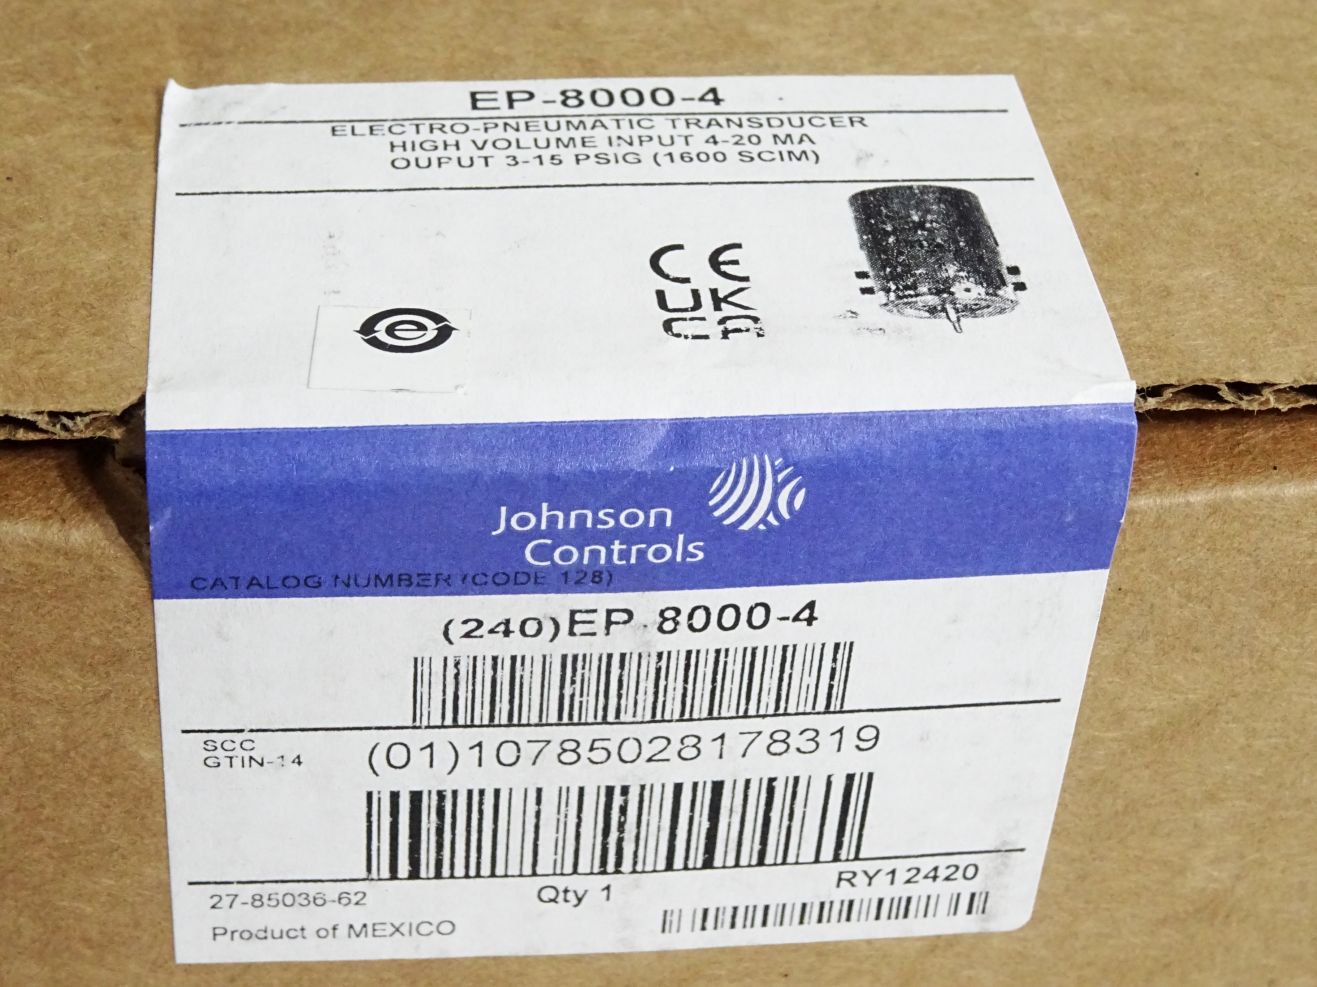 EP-8000-4
ELECTRO-PNEUMATIC TRANSDUCER
HIGH VOLUME INPUT 4-20 MA
OUPUT 3-15 PSIG (1600 SCIM)
CE
UK
CA
e
Johnson
Controls
CATALOG NUMBER (CODE 128)
(240)EP-8000-4
SCC
GTIN-14
(01)10785028178319
27-85036-62
Qty 1
RY12420
Product of MEXICO